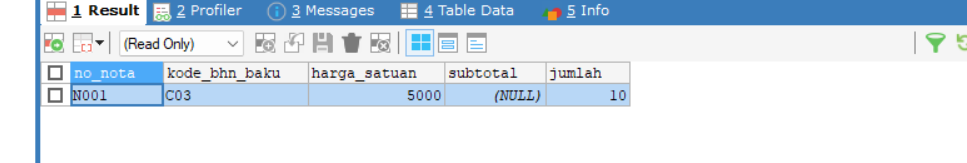 1 Result 2 Profiler 3 Messages 4 Table Data 5 Info
(Read Only)
no_nota kode_bhn_baku harga_satuan subtotal jumlah
N001 C03 5000 (NULL) 10